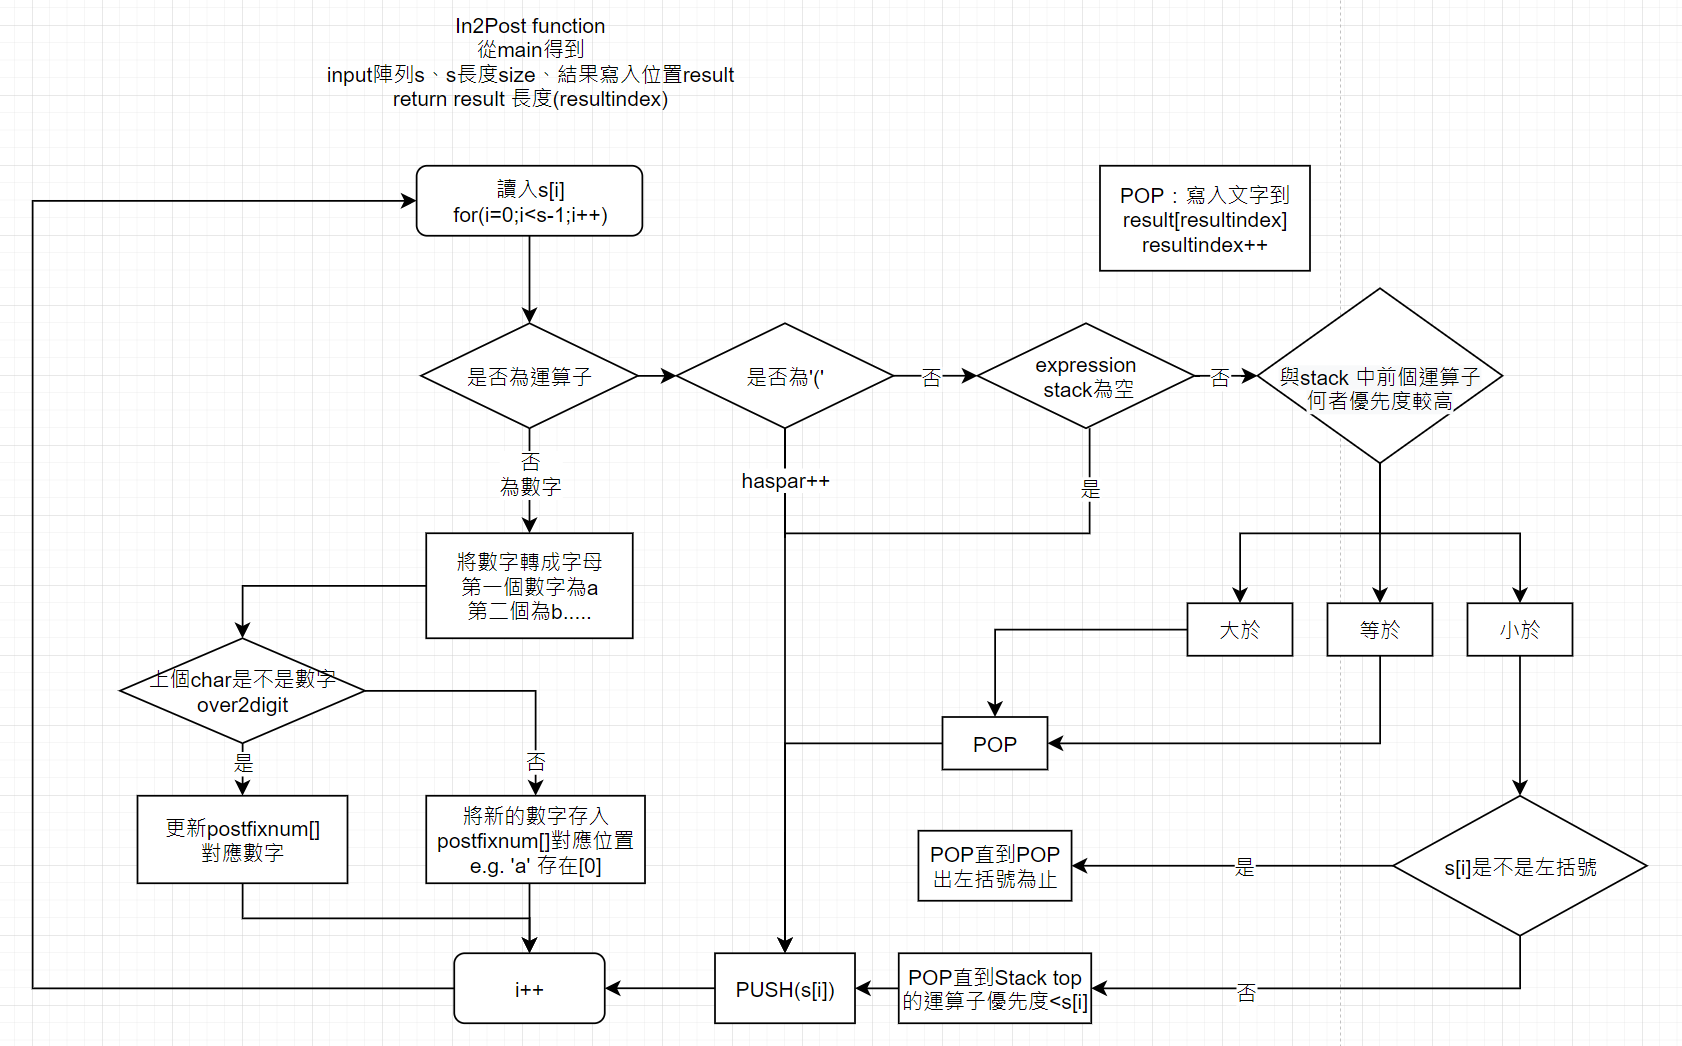 In2Post function
從main得到
input陣列s、s長度size、結果寫入位置result
return result 長度(resultindex)
讀入s[i]
for(i=0;i<s-1;i++)
POP：寫入文字到
result[resultindex]
resultindex++
是否為運算子
是否為'('
否
expression
stack為空
否
與stack 中前個運算子
何者優先度較高
否
為數字
haspar++
是
將數字轉成字母
第一個數字為a
第二個為b.....
大於
等於
小於
上個char是不是數字
over2digit
POP
是
否
更新postfixnum[]
對應數字
將新的數字存入
postfixnum[]對應位置
e.g. 'a' 存在[0]
POP直到POP
出左括號為止
是
s[i]是不是左括號
i++
PUSH(s[i])
POP直到Stack top
的運算子優先度<s[i]
否